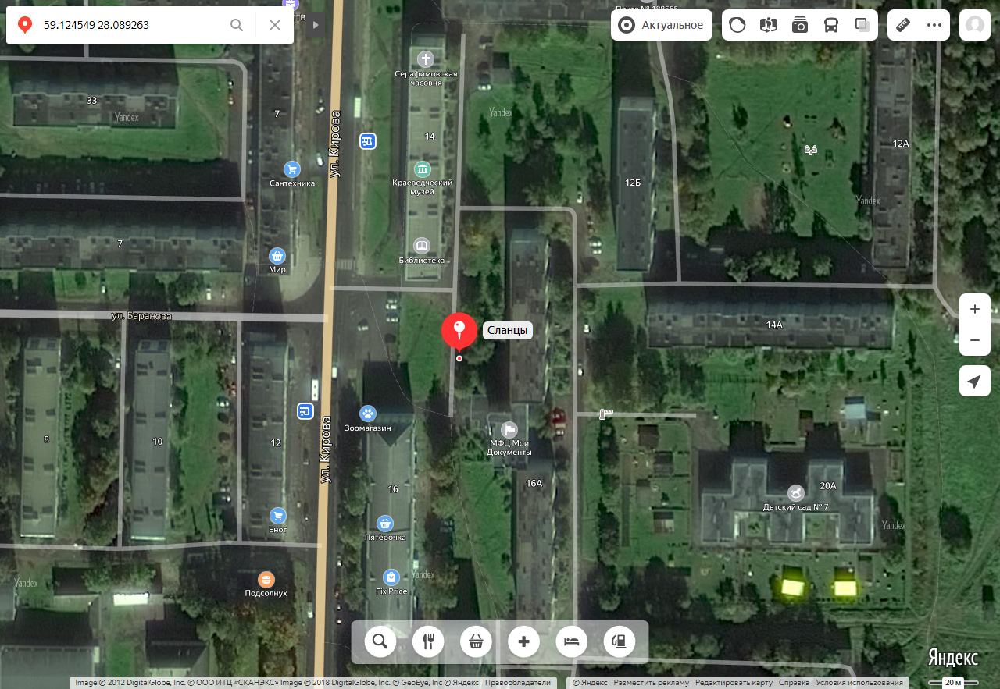 59.124549 28.089263
СТВ
Почта № 188565
Актуальное
Серафимовская
часовня
33
Yandex
7
Yandex
14
12А
ул. Кирова
Сантехника
Краеведческий
музей
12Б
Yandex
7
Мир
Библиотека
ул. Баранова
Сланцы
14А
Зоомагазин
8
10
12
ул. Кирова
МФЦ Мои
Документы
16
16А
20А
Детский сад № 7
Енот
Пятёрочка
Yandex
Yandex
Подсолнух
Fix Price
Yandex
Яндекс
Image © 2012 DigitalGlobe, Inc. © ООО ИТЦ «СКАНЭКС» Image © 2018 DigitalGlobe, Inc. © GeoEye, Inc © Яндекс Правообладатели
© Яндекс Разместить рекламу Редактировать карту Справка Условия использования
20 м